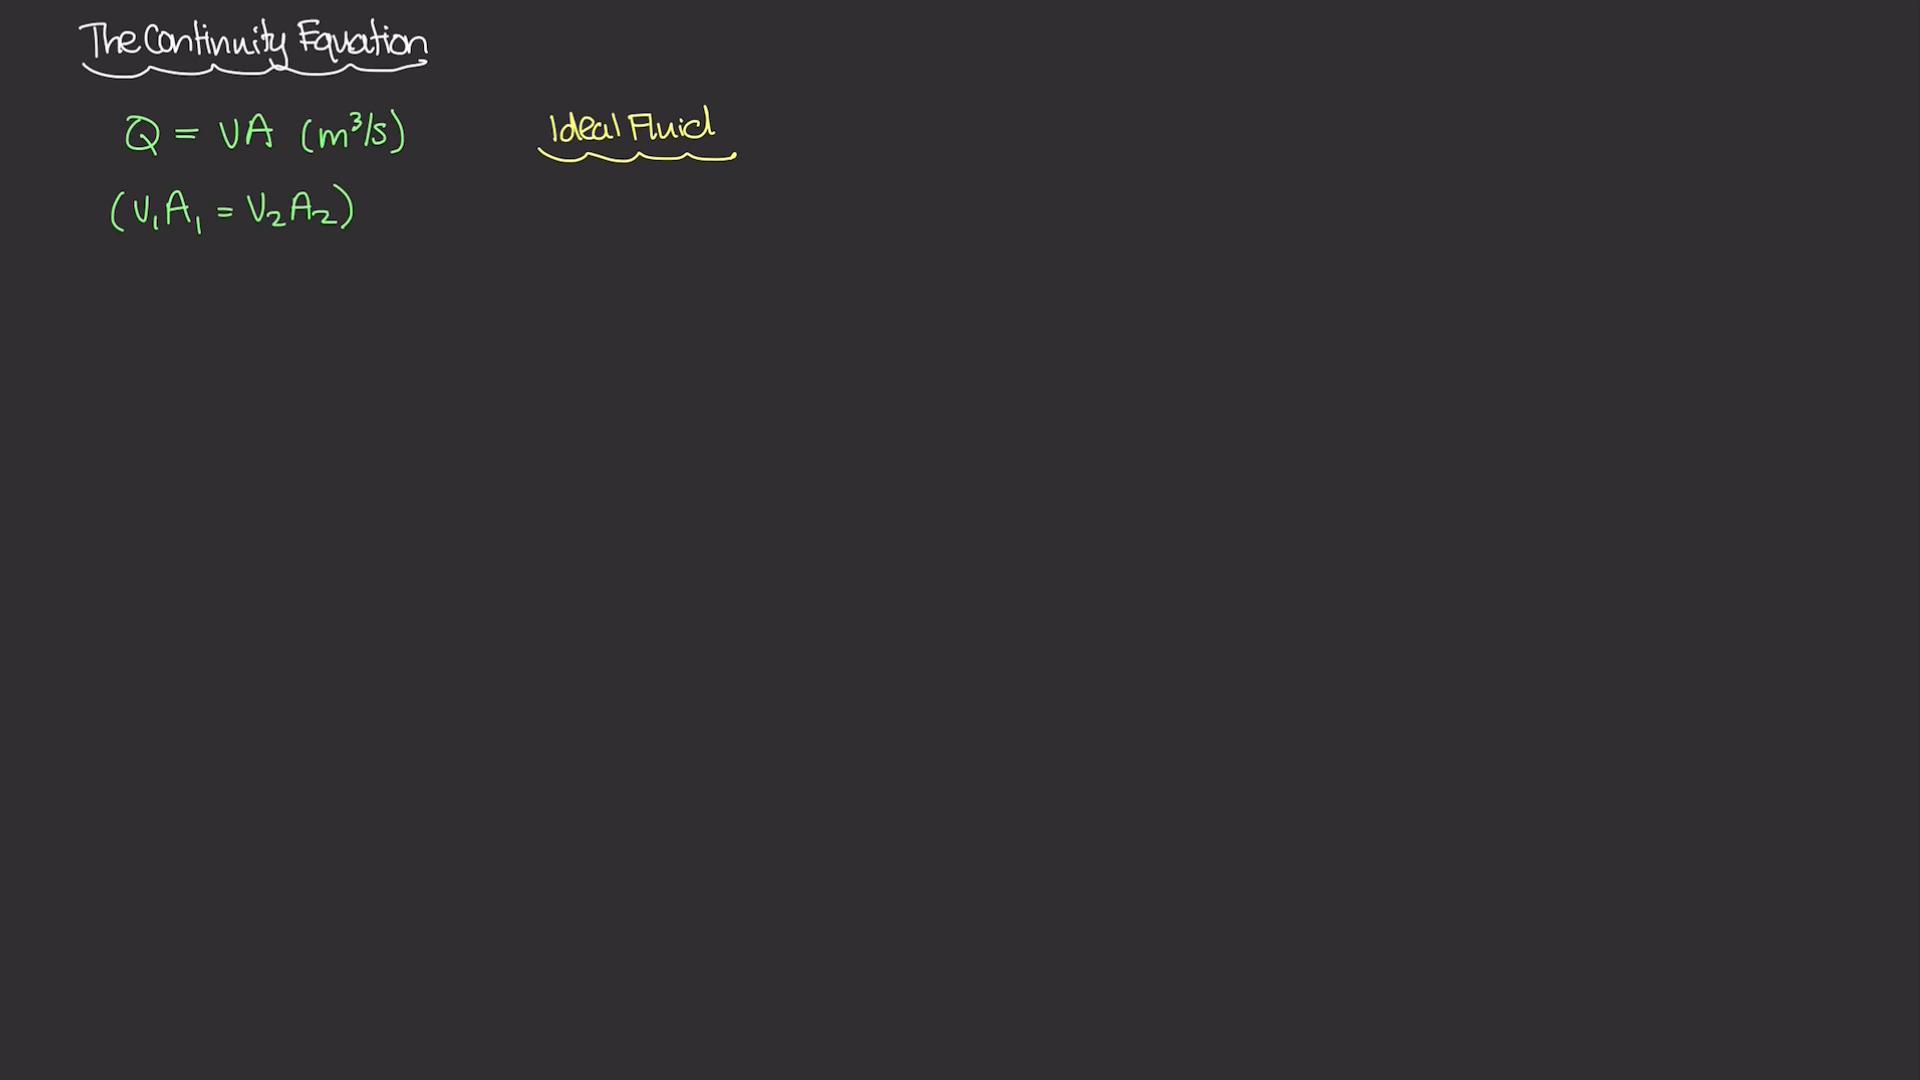 The Continuity Equation
Q = VA (m³/s)
Ideal Fluid
(V₁A₁ = V₂A₂)